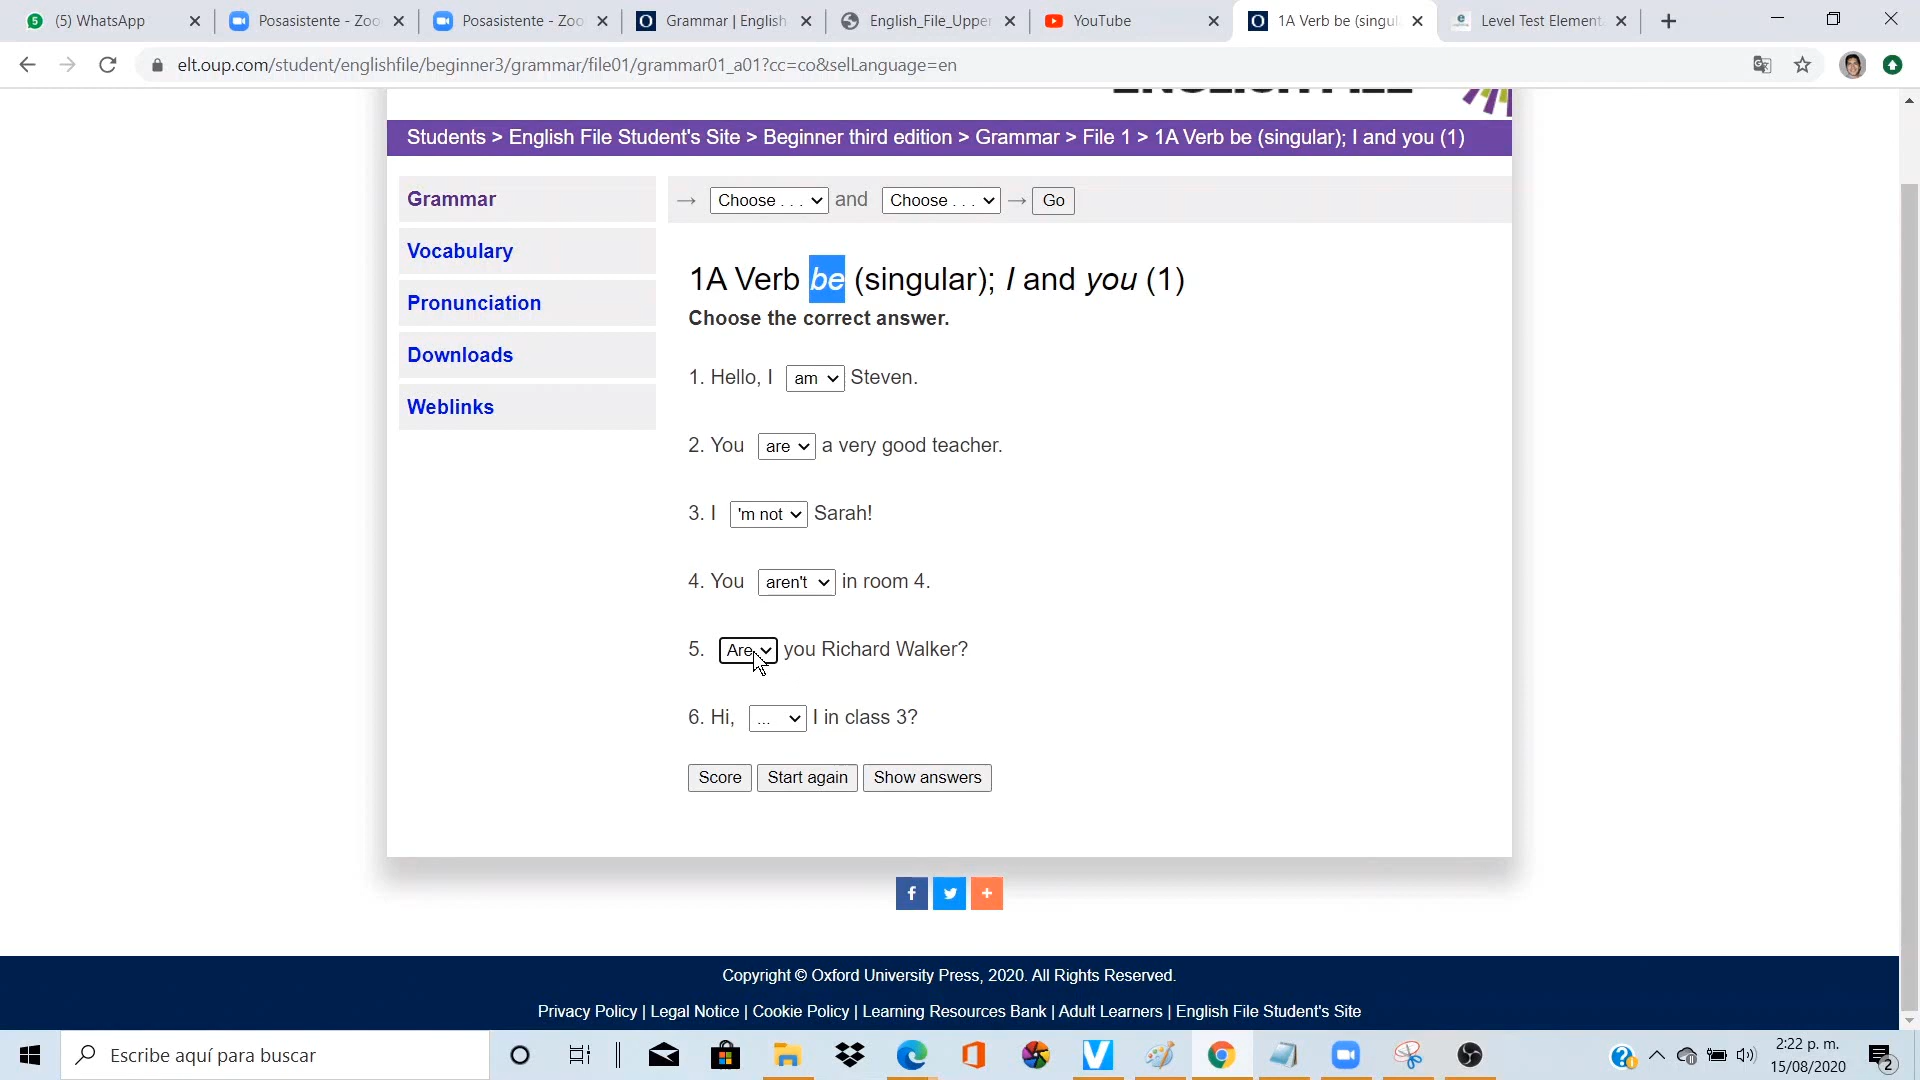 (5) WhatsApp
Posasistente - Zoo
Posasistente - Zoo
Grammar | English
English_File_Upper
YouTube
1A Verb be (singul
Level Test Element
elt.oup.com/student/englishfile/beginner3/grammar/file01/grammar01_a01?cc=co&selLanguage=en
Students > English File Student's Site > Beginner third edition > Grammar > File 1 > 1A Verb be (singular); I and you (1)
Grammar
Vocabulary
Pronunciation
Downloads
Weblinks
→ Choose . . . and Choose . . . → Go
1A Verb be (singular); I and you (1)
Choose the correct answer.
1. Hello, I am Steven.
2. You are a very good teacher.
3. I 'm not Sarah!
4. You aren't in room 4.
5. Are you Richard Walker?
6. Hi, ... I in class 3?
Score Start again Show answers
Copyright © Oxford University Press, 2020. All Rights Reserved.
Privacy Policy | Legal Notice | Cookie Policy | Learning Resources Bank | Adult Learners | English File Student's Site
Escribe aquí para buscar
2:22 p. m.
15/08/2020
2